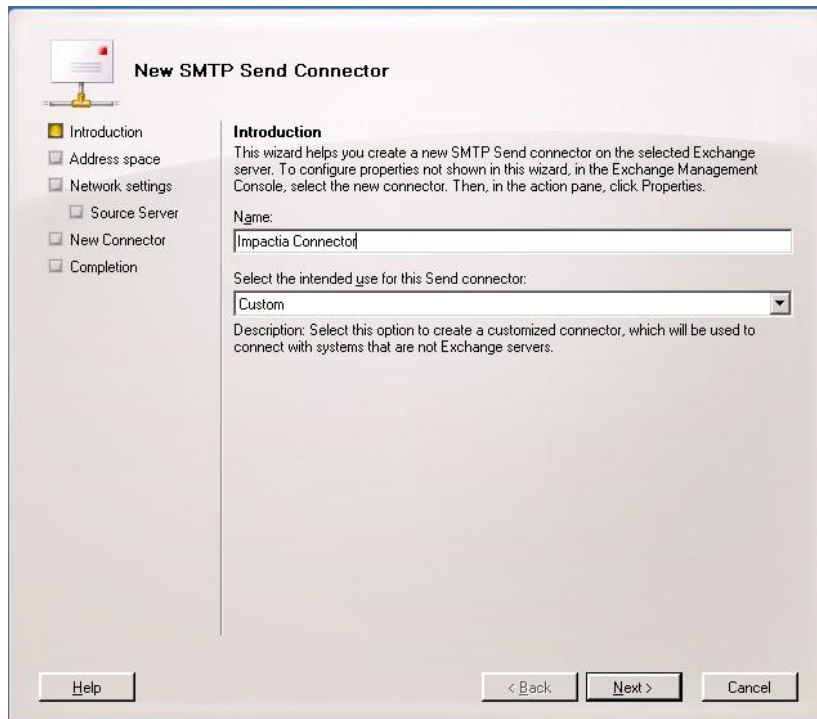 New SMTP Send Connector
Introduction
Address space
Network settings
Source Server
New Connector
Completion
Introduction
This wizard helps you create a new SMTP Send connector on the selected Exchange
server. To configure properties not shown in this wizard, in the Exchange Management
Console, select the new connector. Then, in the action pane, click Properties.
Name:
Impactia Connector
Select the intended use for this Send connector:
Custom
Description: Select this option to create a customized connector, which will be used to
connect with systems that are not Exchange servers.
Help
< Back
Next >
Cancel